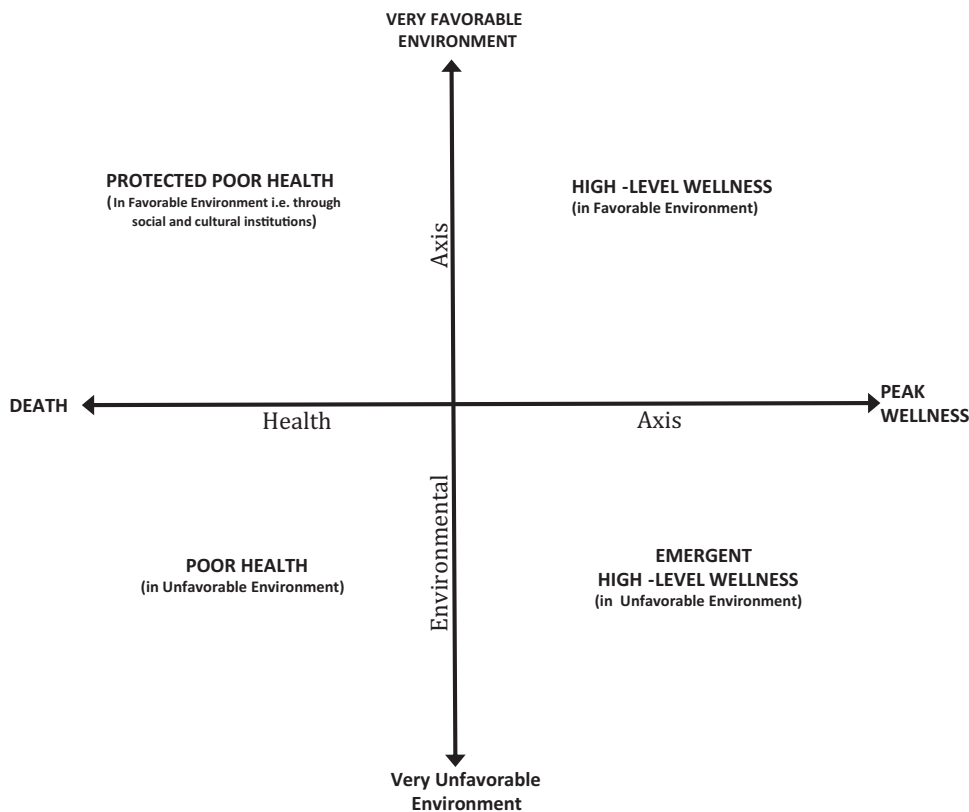 VERY FAVORABLE
ENVIRONMENT
PROTECTED POOR HEALTH
(In Favorable Environment i.e. through
social and cultural institutions)
HIGH -LEVEL WELLNESS
(in Favorable Environment)
Axis
DEATH
PEAK
WELLNESS
Health
Axis
Environmental
POOR HEALTH
(in Unfavorable Environment)
EMERGENT
HIGH -LEVEL WELLNESS
(in Unfavorable Environment)
Very Unfavorable
Environment